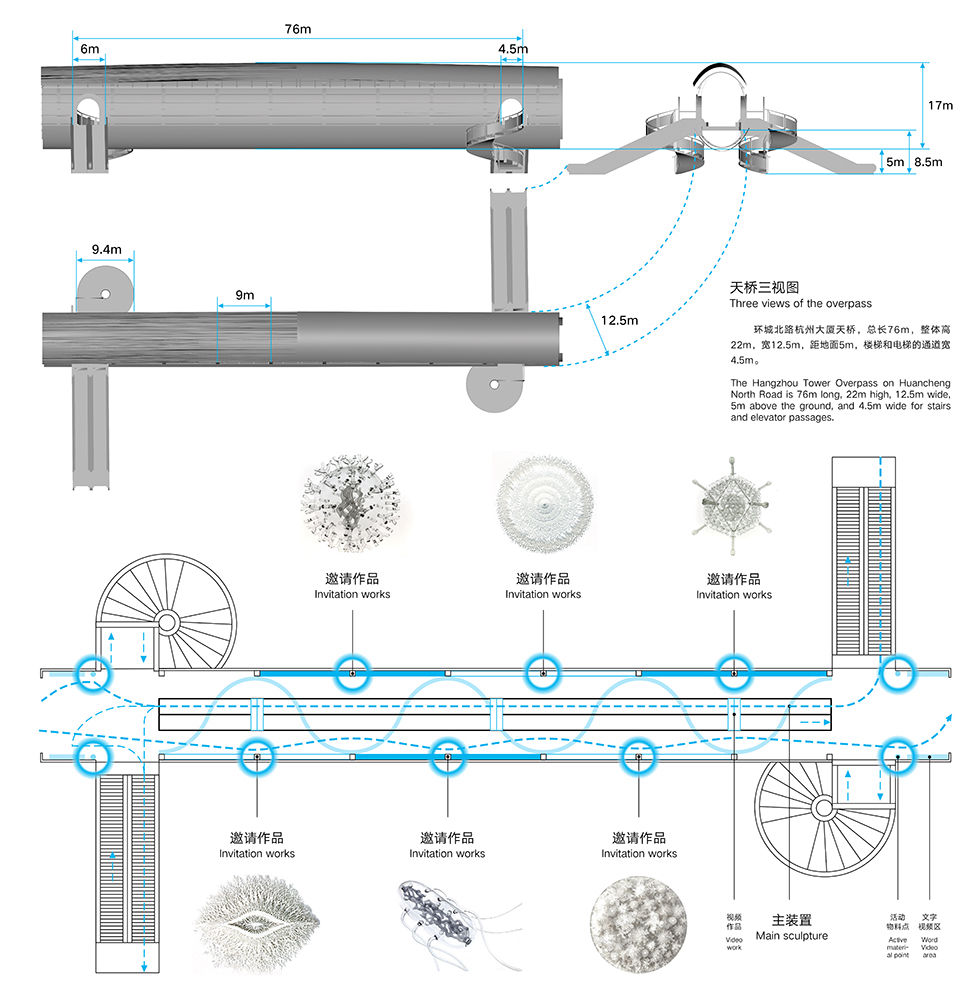 76m
6m
4.5m
17m
5m
8.5m
9.4m
9m
12.5m
天桥三视图
Three views of the overpass
环城北路杭州大厦天桥，总长76m，整体高
22m，宽12.5m，距地面5m，楼梯和电梯的通道宽
4.5m。
The Hangzhou Tower Overpass on Huancheng
North Road is 76m long, 22m high, 12.5m wide,
5m above the ground, and 4.5m wide for stairs
and elevator passages.
邀请作品
Invitation works
邀请作品
Invitation works
邀请作品
Invitation works
邀请作品
Invitation works
邀请作品
Invitation works
邀请作品
Invitation works
视频
作品
Video
work
主装置
Main sculpture
活动
物料点
Active
materi-
al point
文字
视频区
Word
Video
area